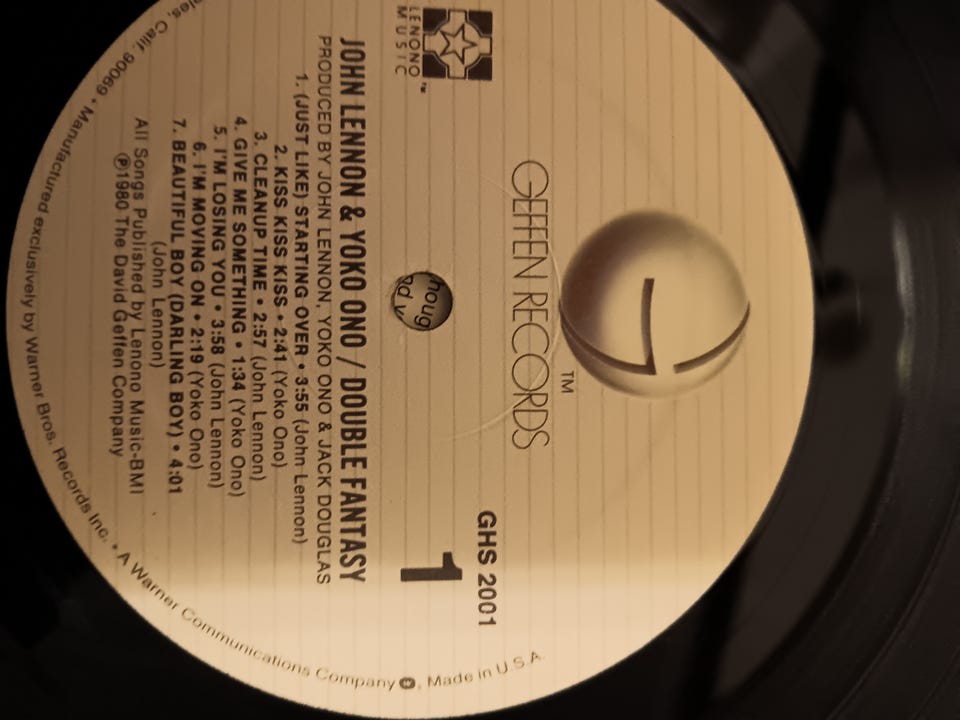 GEFFEN RECORDS
TM
LENONO
MUSIC
TM
GHS 2001
1
houg
JOHN LENNON & YOKO ONO / DOUBLE FANTASY
PRODUCED BY JOHN LENNON, YOKO ONO & JACK DOUGLAS
1. (JUST LIKE) STARTING OVER • 3:55 (John Lennon)
2. KISS KISS KISS • 2:41 (Yoko Ono)
3. CLEANUP TIME • 2:57 (John Lennon)
4. GIVE ME SOMETHING • 1:34 (Yoko Ono)
5. I'M LOSING YOU • 3:58 (John Lennon)
6. I'M MOVING ON • 2:19 (Yoko Ono)
7. BEAUTIFUL BOY (DARLING BOY) • 4:01
(John Lennon)
All Songs Published by Lenono Music-BMI
℗1980 The David Geffen Company
les, Calif. 90069 • Manufactured exclusively by Warner Bros. Records Inc. • A Warner Communications Company. Made in U.S.A.